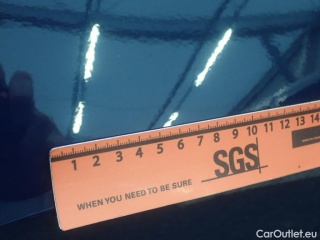 1 2 3 4 5 6 7 8 9 10 11 12 13 14
WHEN YOU NEED TO BE SURE
SGS
CarOutlet.eu